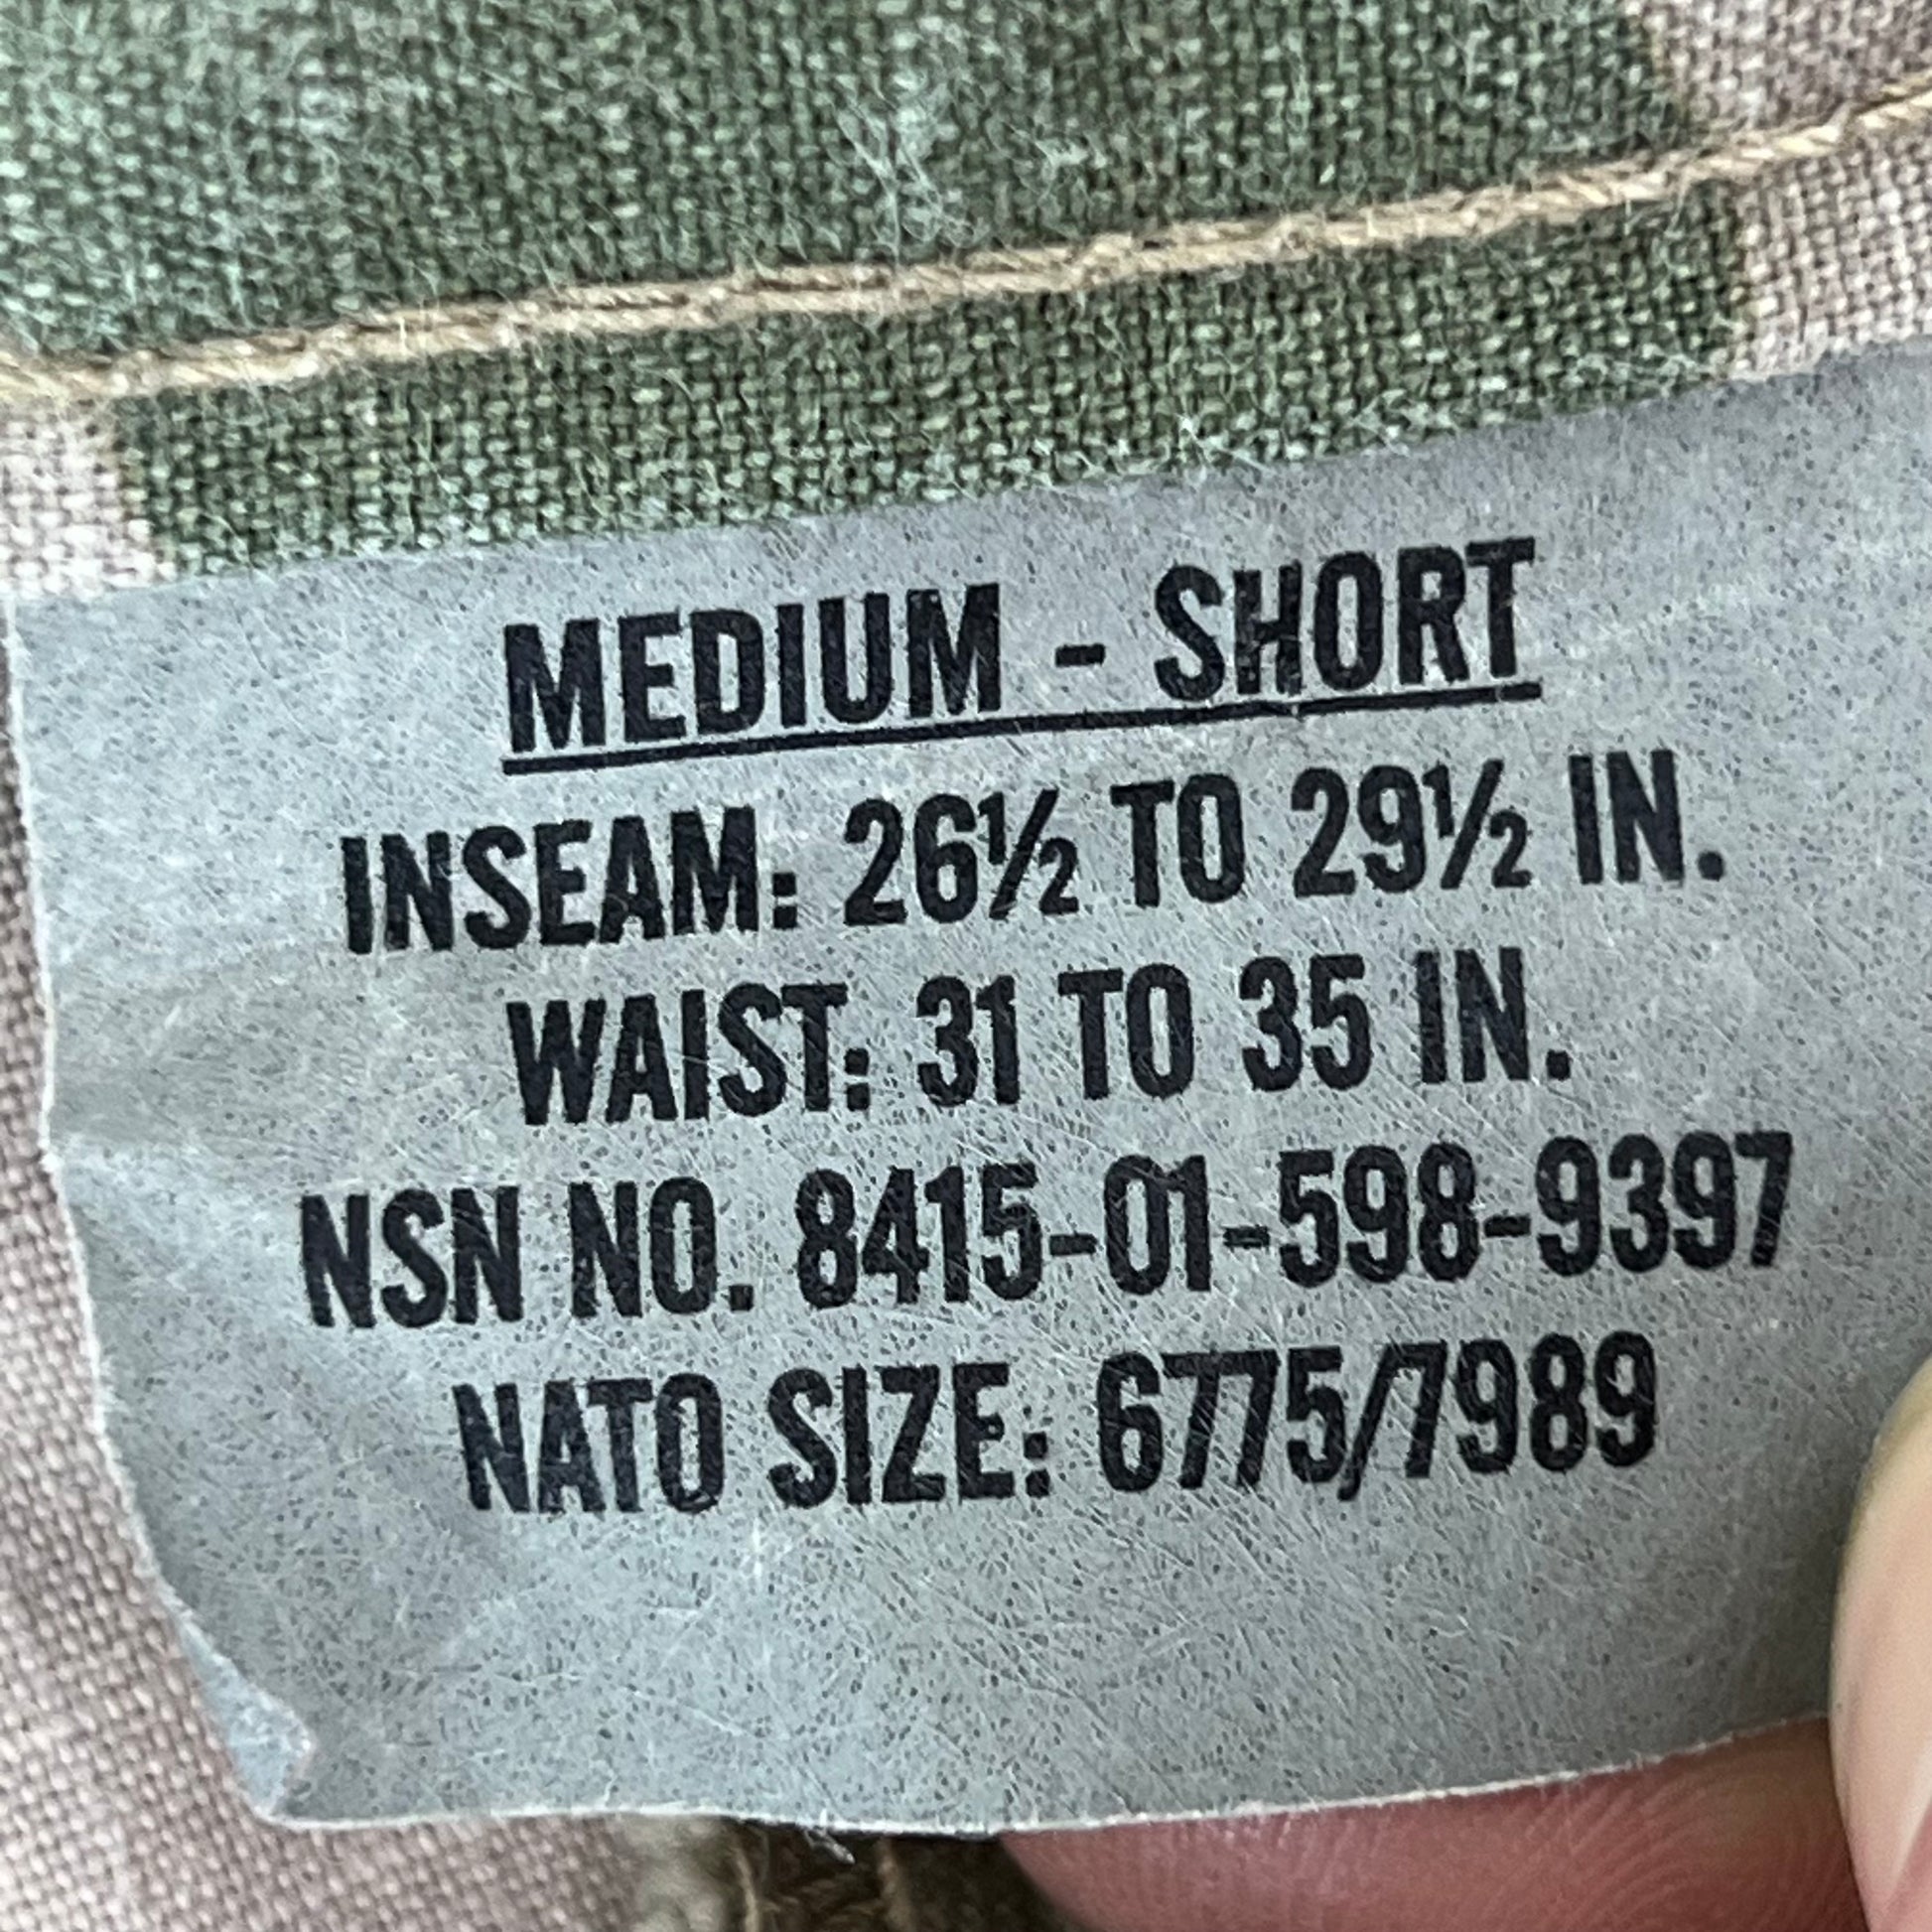 MEDIUM - SHORT
INSEAM: 26½ TO 29½ IN.
WAIST: 31 TO 35 IN.
NSN NO. 8415-01-598-9397
NATO SIZE: 6775/7989